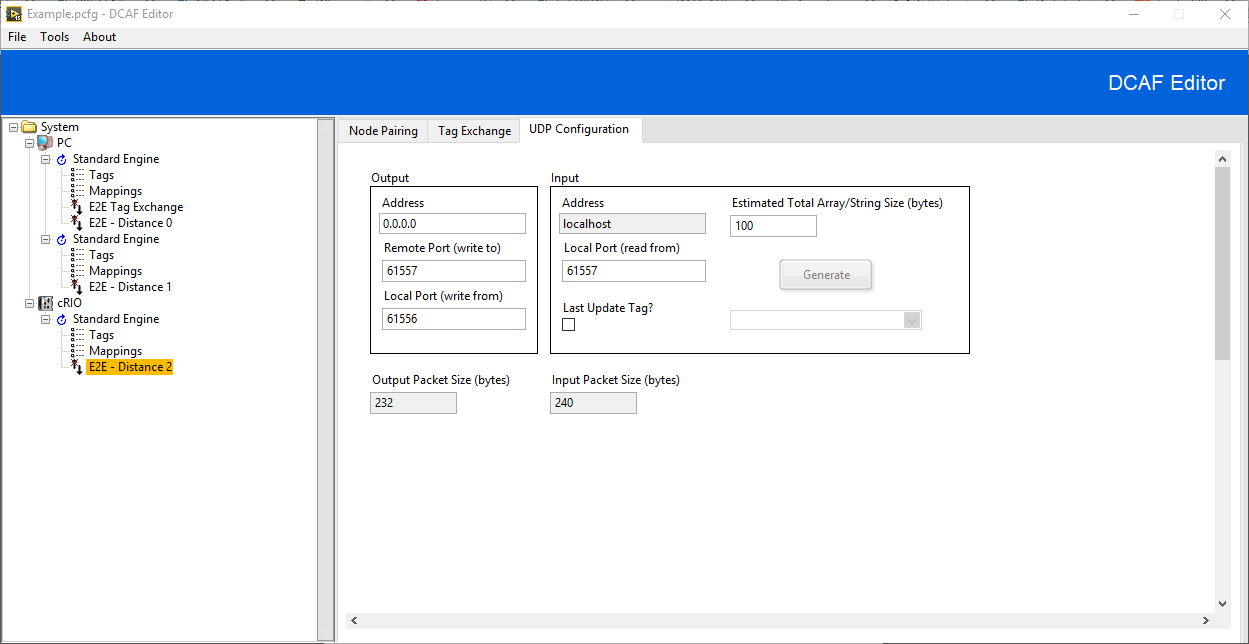 Example.pcfg - DCAF Editor
File Tools About
DCAF Editor
System
PC
Standard Engine
Tags
Mappings
E2E Tag Exchange
E2E - Distance 0
Standard Engine
Tags
Mappings
E2E - Distance 1
cRIO
Standard Engine
Tags
Mappings
E2E - Distance 2
Node Pairing Tag Exchange UDP Configuration
Output
Address
0.0.0.0
Remote Port (write to)
61557
Local Port (write from)
61556
Input
Address
localhost
Local Port (read from)
61557
Last Update Tag?
Estimated Total Array/String Size (bytes)
100
Generate
Output Packet Size (bytes)
232
Input Packet Size (bytes)
240